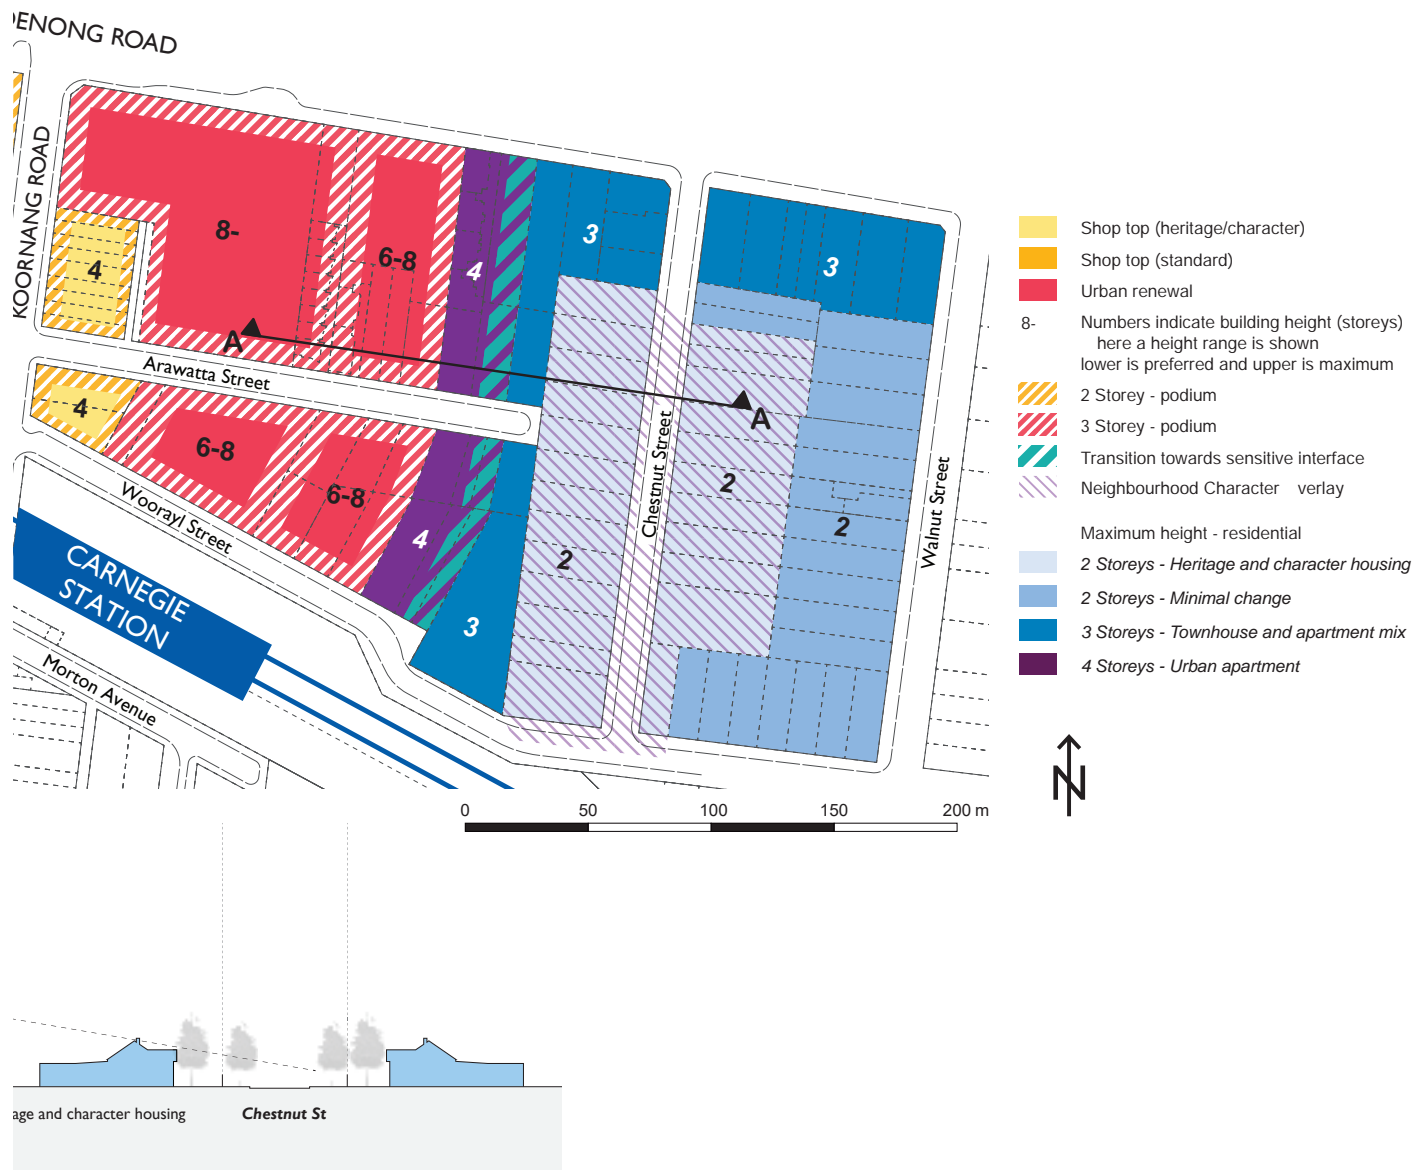 DENONG ROAD
KOORNANG ROAD
8-
6-8
4
4
3
3
A
Arawatta Street
4
6-8
6-8
4
3
2
2
2
A
Chestnut Street
Walnut Street
Woorayl Street
CARNEGIE
STATION
Morton Avenue
0 50 100 150 200 m
Shop top (heritage/character)
Shop top (standard)
Urban renewal
8- Numbers indicate building height (storeys)
here a height range is shown
lower is preferred and upper is maximum
2 Storey - podium
3 Storey - podium
Transition towards sensitive interface
Neighbourhood Character verlay
Maximum height - residential
2 Storeys - Heritage and character housing
2 Storeys - Minimal change
3 Storeys - Townhouse and apartment mix
4 Storeys - Urban apartment
N
age and character housing
Chestnut St